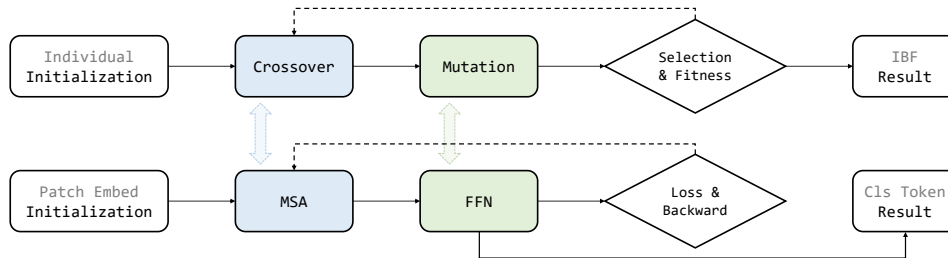 Individual
Initialization
Crossover
Mutation
Selection
& Fitness
IBF
Result
Patch Embed
Initialization
MSA
FFN
Loss &
Backward
Cls Token
Result